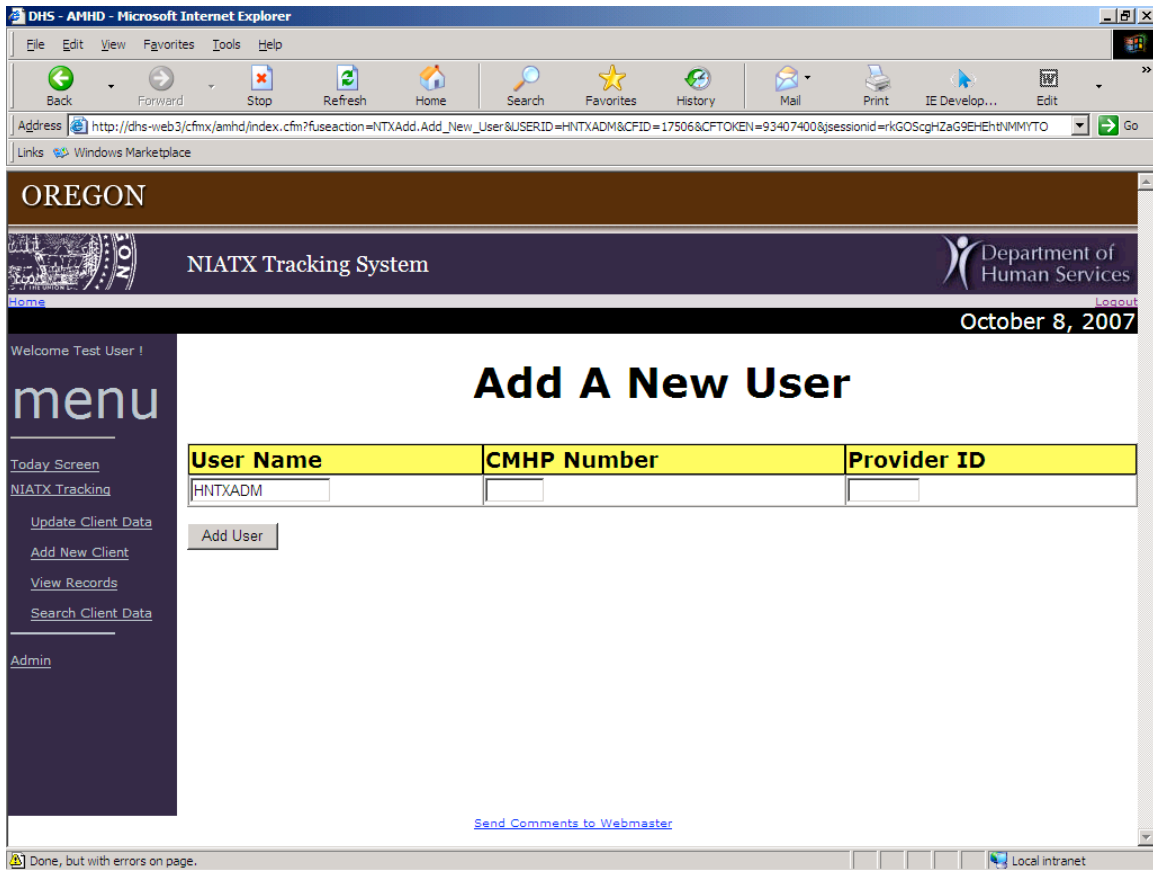 DHS - AMHD - Microsoft Internet Explorer
File Edit View Favorites Tools Help
Back Forward Stop Refresh Home Search Favorites History Mail Print IE Develop... Edit
Address http://dhs-web3/cfmx/amhd/index.cfm?fuseaction=NTXAdd.Add_New_User&USERID=HNTXADM&CFID=17506&CFTOKEN=93407400&jsessionid=rkGOScgHZaG9EHEhtNMMYTO Go
Links Windows Marketplace
OREGON
NIATX Tracking System
Department of
Human Services
Home Logout
October 8, 2007
Welcome Test User !
menu
Today Screen
NIATX Tracking
Update Client Data
Add New Client
View Records
Search Client Data
Admin
Add A New User
User Name CMHP Number Provider ID
HNTXADM
Add User
Send Comments to Webmaster
Done, but with errors on page. Local intranet